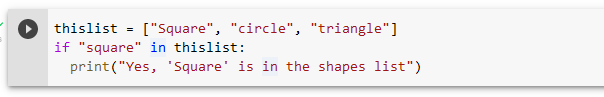 thislist = ["Square", "circle", "triangle"]
if "square" in thislist:
  print("Yes, 'Square' is in the shapes list")